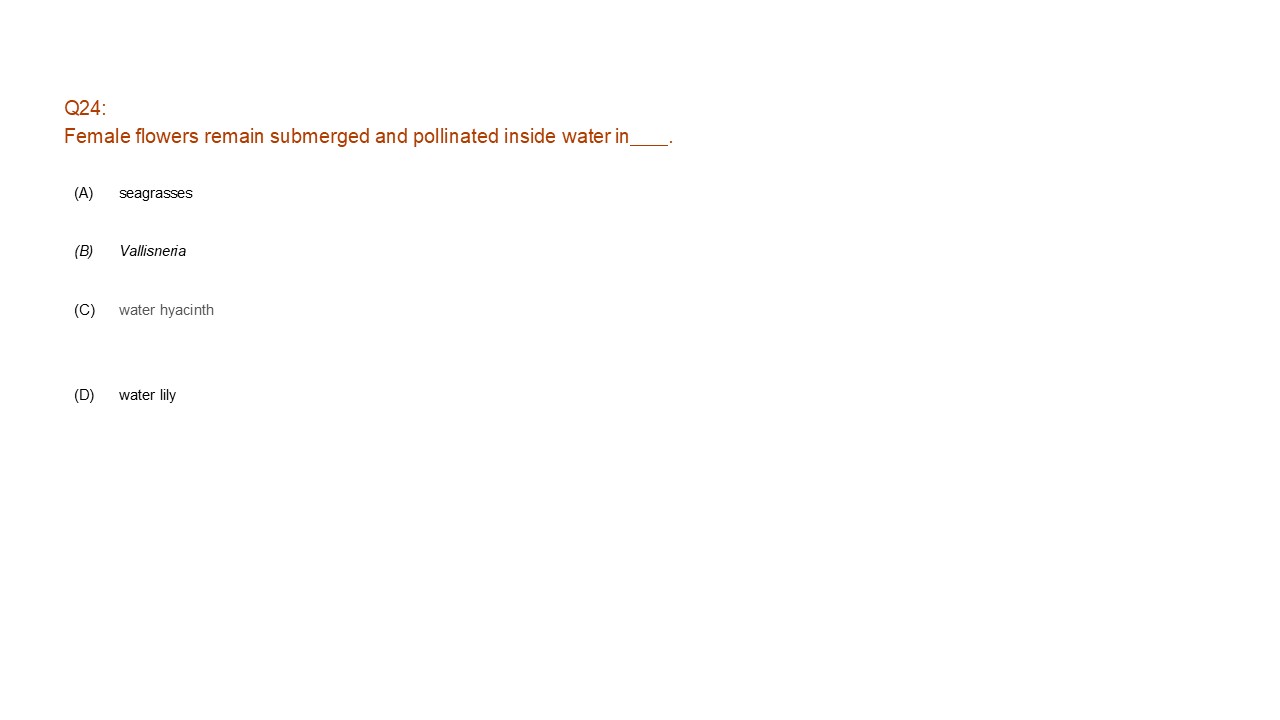 Q24:
Female flowers remain submerged and pollinated inside water in____.
(A) seagrasses
(B) Vallisneria
(C) water hyacinth
(D) water lily